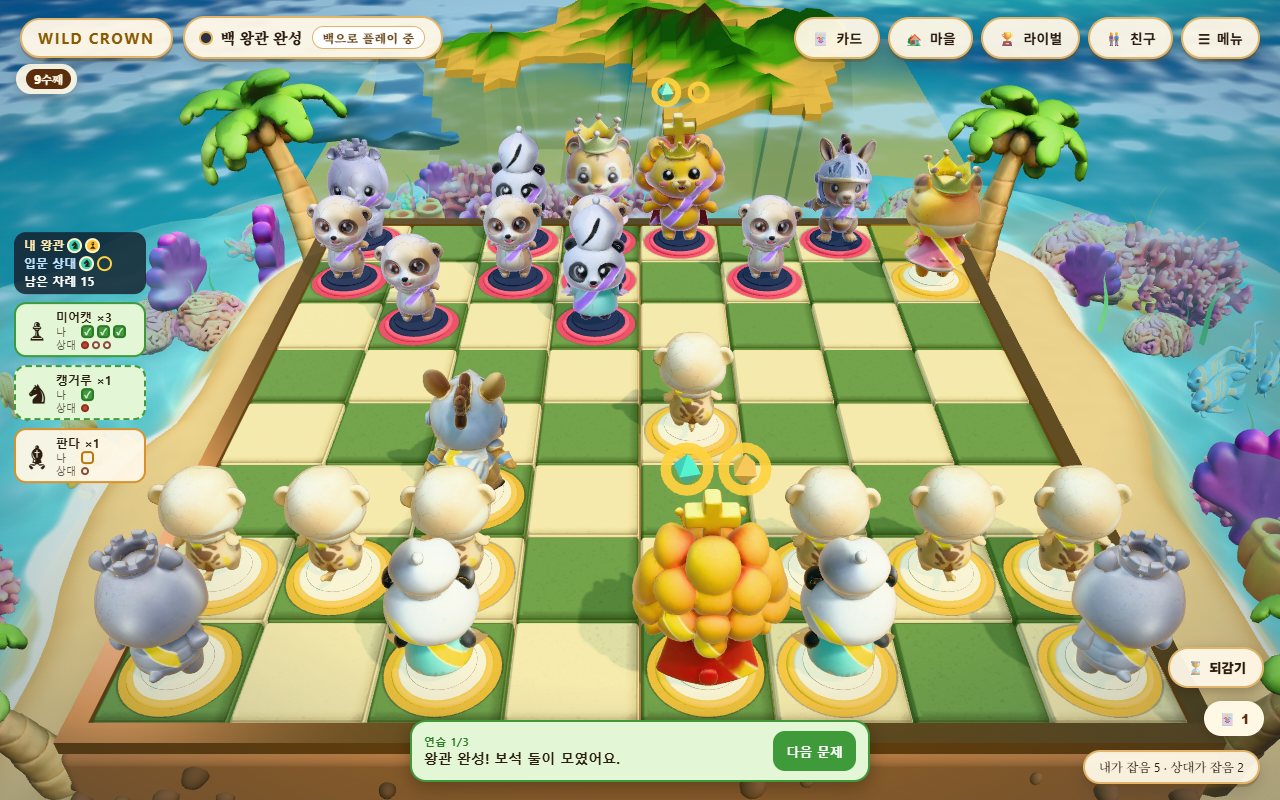 WILD CROWN
백 왕관 완성 백으로 플레이 중
카드
마을
라이벌
친구
☰ 메뉴
9수째
내 왕관
입문 상대
남은 차례 15
미어캣 ×3
나
상대
캥거루 ×1
나
상대
판다 ×1
나
상대
연습 1/3
왕관 완성! 보석 둘이 모였어요.
다음 문제
되감기
1
내가 잡음 5 · 상대가 잡음 2